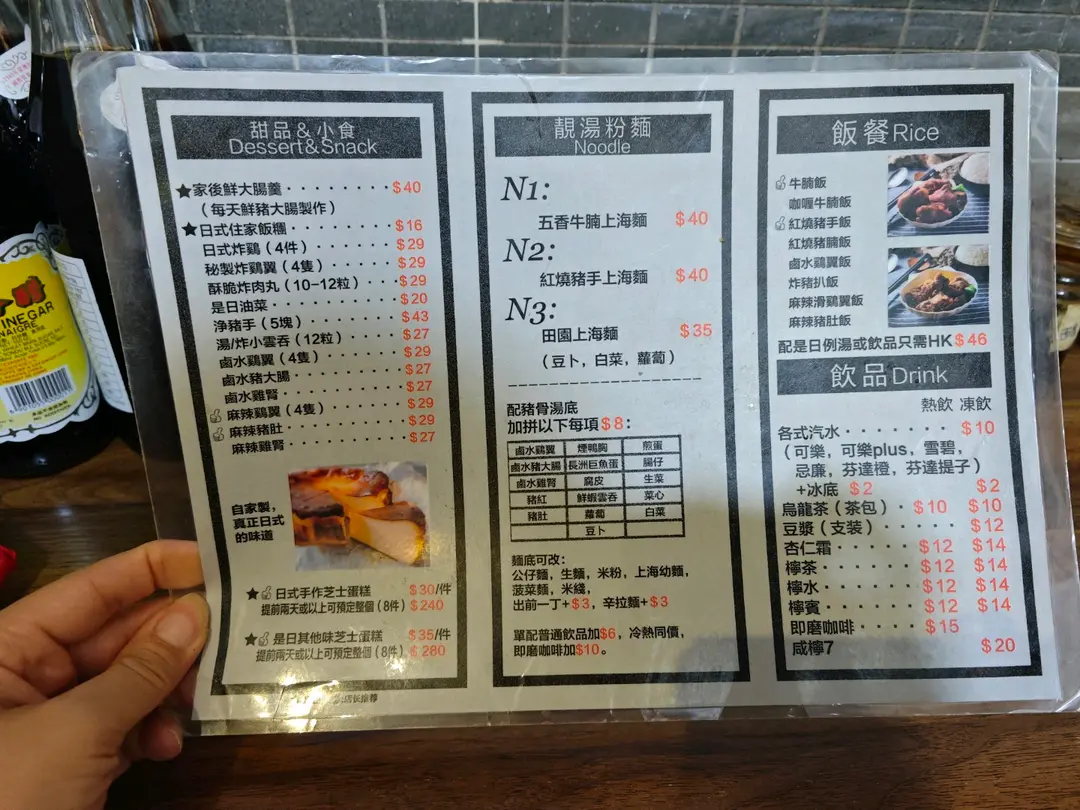 甜品&小食
Dessert&Snack
★家後鮮大腸羹········$40
（每天鮮豬大腸製作）
★日式住家飯糰·······$16
日式炸鷄（4件）·······$29
秘製炸鷄翼（4隻）······$29
酥脆炸肉丸（10-12粒）···$29
是日油菜···········$20
浄豬手（5塊）········$43
湯/炸小雲吞（12粒）·····$27
鹵水鷄翼（4隻）·······$29
鹵水豬大腸·········$27
鹵水雞腎··········$27
麻辣鷄翼（4隻）·······$29
麻辣豬肚··········$29
麻辣雞腎··········$27
自家製，
真正日式
的味道
★日式手作芝士蛋糕 $30/件
提前兩天或以上可預定整個（8件）$240
★是日其他味芝士蛋糕 $35/件
提前兩天或以上可預定整個（8件）$280
靚湯粉麵
Noodle
N1:
五香牛腩上海麵 $40
N2:
紅燒豬手上海麵 $40
N3:
田園上海麵 $35
（豆卜，白菜，蘿蔔）
配豬骨湯底
加拼以下每項$8：
鹵水鷄翼 煙鴨胸 煎蛋
鹵水豬大腸 長洲巨魚蛋 腸仔
鹵水雞腎 腐皮 生菜
豬紅 鮮蝦雲吞 菜心
豬肚 蘿蔔 白菜
豆卜
麵底可改：
公仔麵，生麵，米粉，上海幼麵，
菠菜麵，米綫，
出前一丁+$3，辛拉麵+$3
單配普通飲品加$6，冷熱同價，
即磨咖啡加$10。
飯餐Rice
牛腩飯
咖喱牛腩飯
紅燒豬手飯
紅燒豬腩飯
鹵水鷄翼飯
炸豬扒飯
麻辣滑鷄翼飯
麻辣豬肚飯
配是日例湯或飲品只需HK$46
飲品Drink
熱飲 凍飲
各式汽水··········$10
（可樂，可樂plus，雪碧，
忌廉，芬達橙，芬達提子）
+冰底 $2 $2
烏龍茶（茶包）·$10 $10
豆漿（支裝）······$12
杏仁霜······$12 $14
檸茶·······$12 $14
檸水·······$12 $14
檸賓·······$12 $14
即磨咖啡·····$15
咸檸7 $20
VINEGAR
VINAIGRE